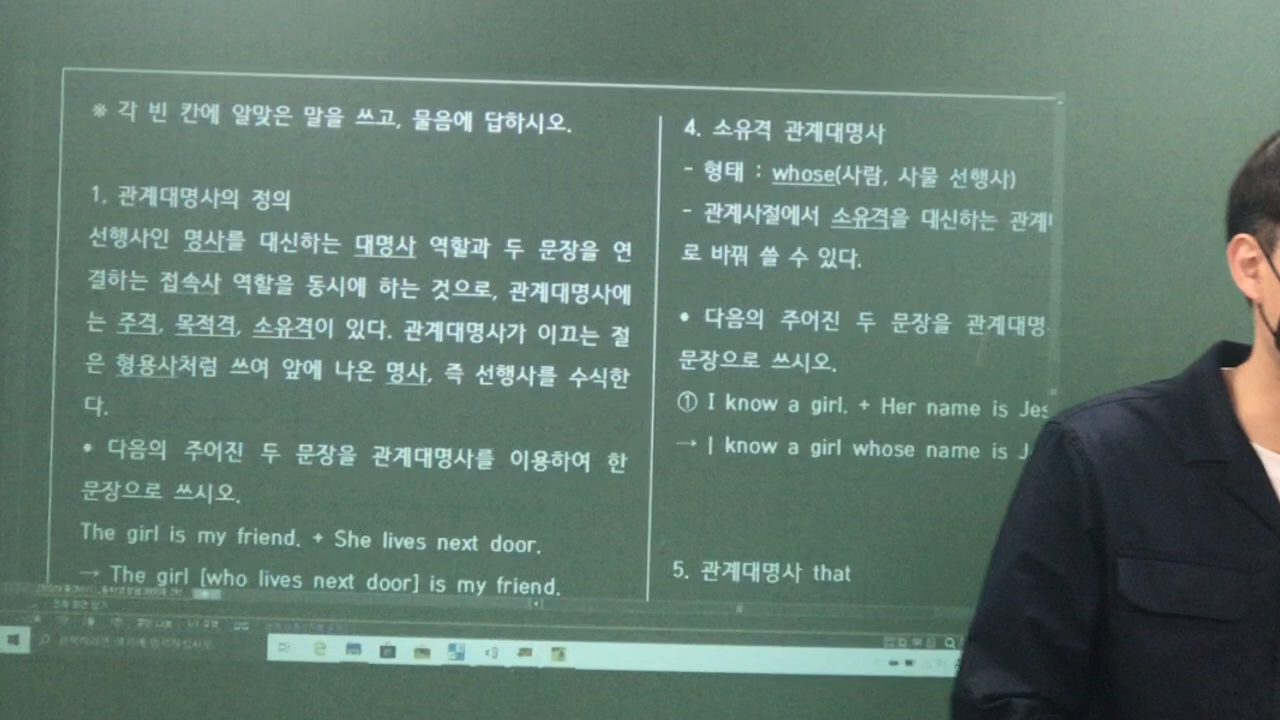 ※ 각 빈 칸에 알맞은 말을 쓰고, 물음에 답하시오.
1. 관계대명사의 정의
선행사인 명사를 대신하는 대명사 역할과 두 문장을 연
결하는 접속사 역할을 동시에 하는 것으로, 관계대명사에
는 주격, 목적격, 소유격이 있다. 관계대명사가 이끄는 절
은 형용사처럼 쓰여 앞에 나온 명사, 즉 선행사를 수식한
다.
• 다음의 주어진 두 문장을 관계대명사를 이용하여 한
문장으로 쓰시오.
The girl is my friend. + She lives next door.
→ The girl [who lives next door] is my friend.
4. 소유격 관계대명사
- 형태 : whose(사람, 사물 선행사)
- 관계사절에서 소유격을 대신하는 관계
로 바꿔 쓸 수 있다.
• 다음의 주어진 두 문장을 관계대명
문장으로 쓰시오.
① I know a girl. + Her name is Jes
→ I know a girl whose name is J
5. 관계대명사 that